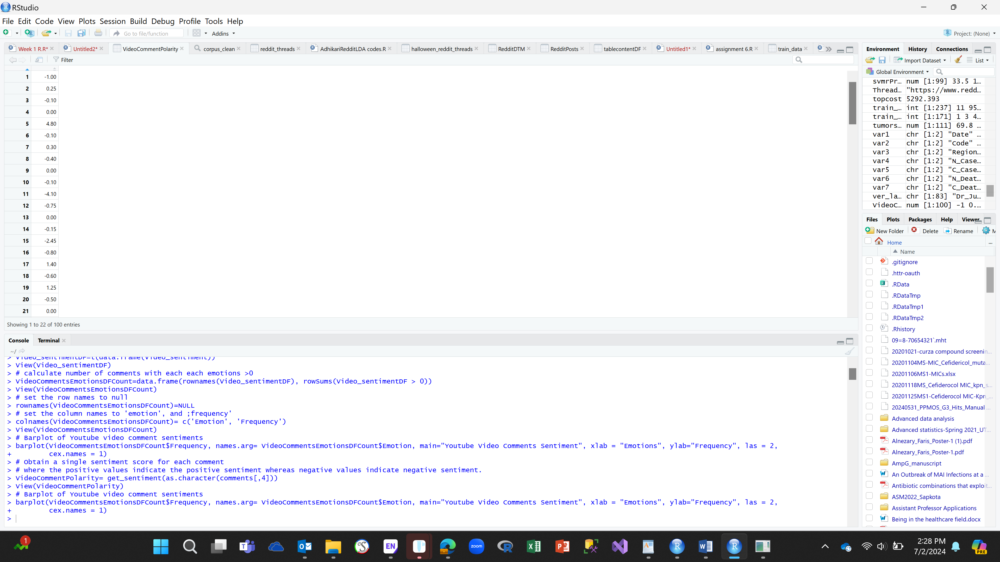 RStudio
File Edit Code View Plots Session Build Debug Profile Tools Help
Go to file/function Addins Project: (None)
Week 1 R.R* Untitled2* VideoCommentPolarity corpus_clean reddit_threads AdhikariRedditLDA codes.R halloween_reddit_threads RedditDTM RedditPosts tablecontentDF Untitled1* assignment 6.R train_data
Filter
1 -1.00
2 0.25
3 -0.10
4 0.00
5 4.80
6 -0.10
7 0.30
8 -0.40
9 0.00
10 -0.10
11 -4.10
12 -0.75
13 0.00
14 -0.15
15 -2.45
16 -0.80
17 1.40
18 -0.60
19 1.25
20 -0.50
21 0.00
Showing 1 to 22 of 100 entries
Console Terminal
~/
> Video_sentimentDF=t(data.frame(Video_sentiment))
> View(Video_sentimentDF)
> # calculate number of comments with each each emotions >0
> VideoCommentsEmotionsDFCount=data.frame(rownames(Video_sentimentDF), rowSums(Video_sentimentDF > 0))
> View(VideoCommentsEmotionsDFCount)
> # set the row names to null
> rownames(VideoCommentsEmotionsDFCount)=NULL
> # set the column names to 'emotion', and ;frequency'
> colnames(VideoCommentsEmotionsDFCount)= c('Emotion', 'Frequency')
> View(VideoCommentsEmotionsDFCount)
> # Barplot of Youtube video comment sentiments
> barplot(VideoCommentsEmotionsDFCount$Frequency, names.arg= VideoCommentsEmotionsDFCount$Emotion, main="Youtube Video Comments Sentiment", xlab = "Emotions", ylab="Frequency", las = 2,
+ cex.names = 1)
> # Obtain a single sentiment score for each comment
> # where the positive values indicate the positive sentiment whereas negative values indicate negative sentiment.
> VideoCommentPolarity= get_sentiment(as.character(comments[,4]))
> View(VideoCommentPolarity)
> # Barplot of Youtube video comment sentiments
> barplot(VideoCommentsEmotionsDFCount$Frequency, names.arg= VideoCommentsEmotionsDFCount$Emotion, main="Youtube Video Comments Sentiment", xlab = "Emotions", ylab="Frequency", las = 2,
+ cex.names = 1)
>
Environment History Connections
Import Dataset List
Global Environment
svmrPr… num [1:99] 33.5 1…
Thread… "https://www.redd…
topcost 5292.393
train_… int [1:237] 11 95…
train_… int [1:171] 1 3 4…
tumors… num [1:111] 69.8 …
var1 chr [1:2] "Date" …
var2 chr [1:2] "Code" …
var3 chr [1:2] "Region…
var4 chr [1:2] "N_Case…
var5 chr [1:2] "C_Case…
var6 chr [1:2] "N_Deat…
var7 chr [1:2] "C_Deat…
ver_la… chr [1:83] "Dr_Ju…
VideoC… num [1:100] -1 0.…
Files Plots Packages Help Viewer
New Folder Delete Rename M
Home ...
Name
.gitignore
.httr-oauth
.RData
.RDataTmp
.RDataTmp1
.RDataTmp2
.Rhistory
09=8-70654321`.mht
20201021-curza compound screenin...
20201104MS-MIC_Cefidericol_muta...
20201106MS1-MICs.xlsx
20201118MS_Cefiderocol MIC_kpn_s...
20201125MS1-Cefiderocol MIC-Kpn_...
20240531_PPMOS_G3_Hits_Manual ...
Advanced data analysis
Advanced statistics-Spring 2021_UT...
Alnezary_Faris_Poster-1 (1).pdf
Alnezary_Faris_Poster-1.pdf
AmpG_manuscript
An Outbreak of MAI Infections at a ...
Antibiotic combinations that exploit...
ASM2022_Sapkota
Assistant Professor Applications
Being in the healthcare field.docx
1 EN zoom 2:28 PM
7/2/2024 PRE